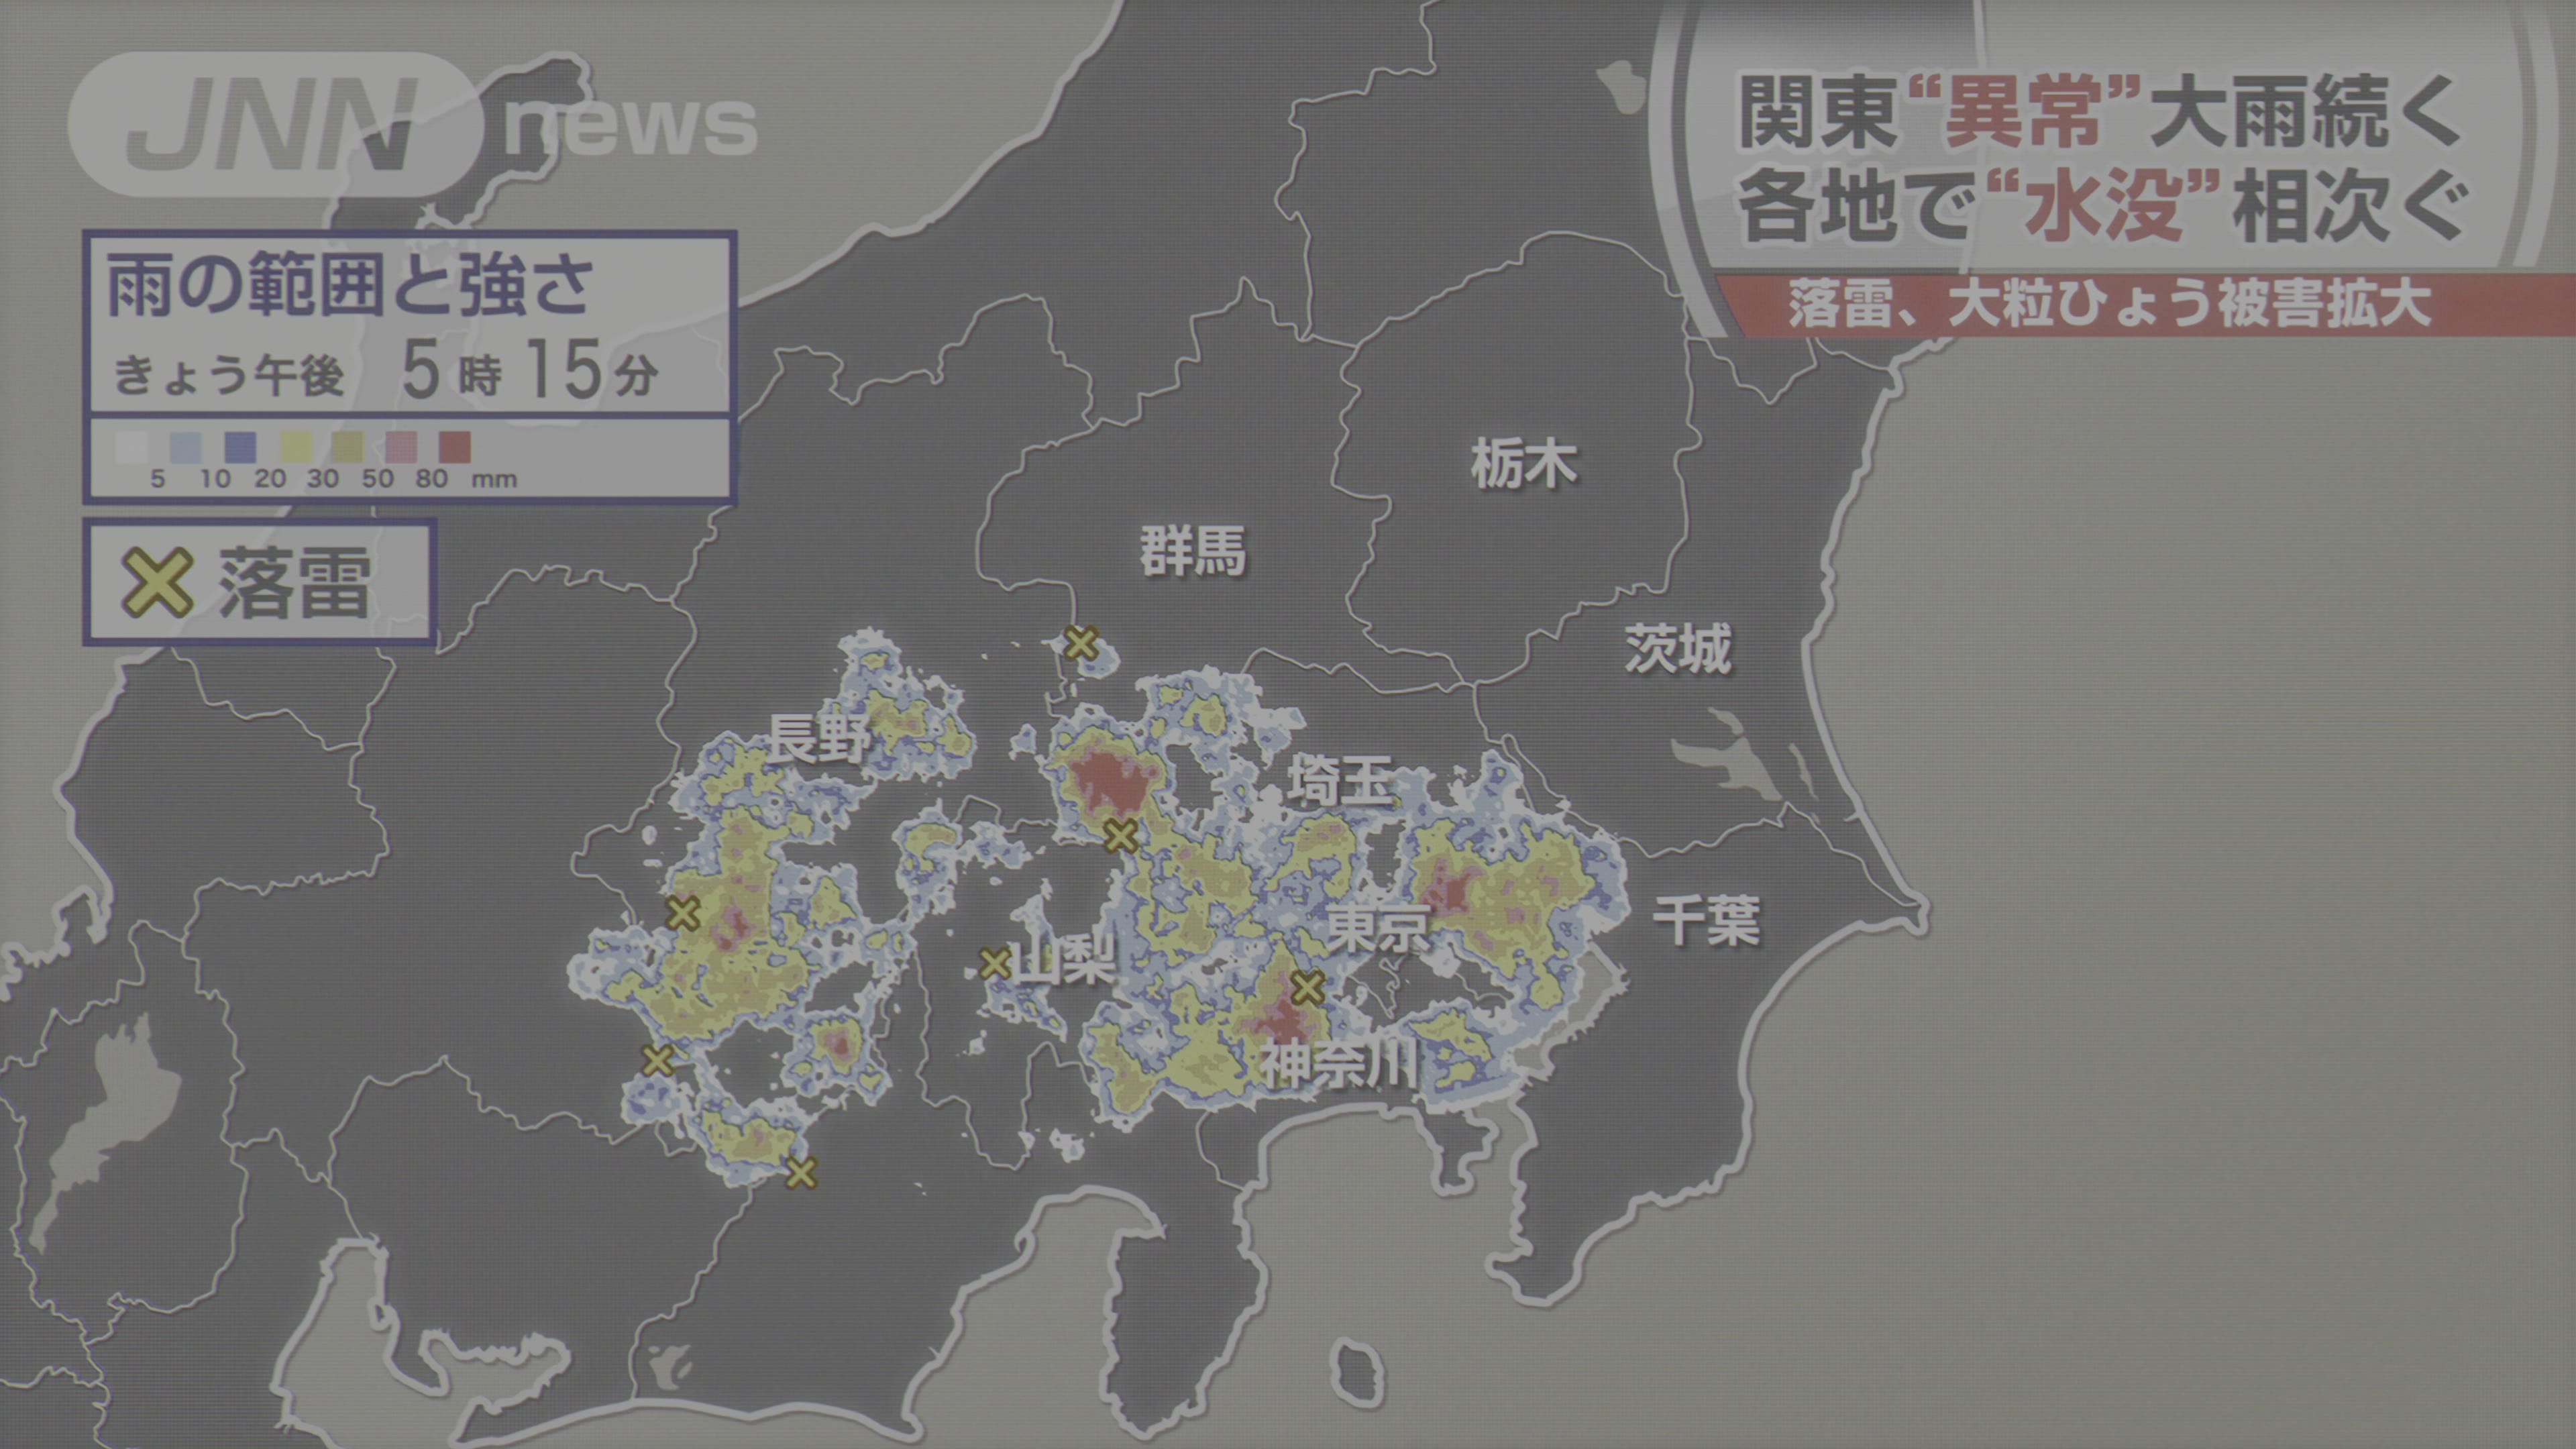 JNN news
関東“異常”大雨続く
各地で“水没”相次ぐ
落雷、大粒ひょう被害拡大
雨の範囲と強さ
きょう午後 5時15分
5 10 20 30 50 80 mm
落雷
栃木
群馬
茨城
長野
埼玉
千葉
東京
山梨
神奈川